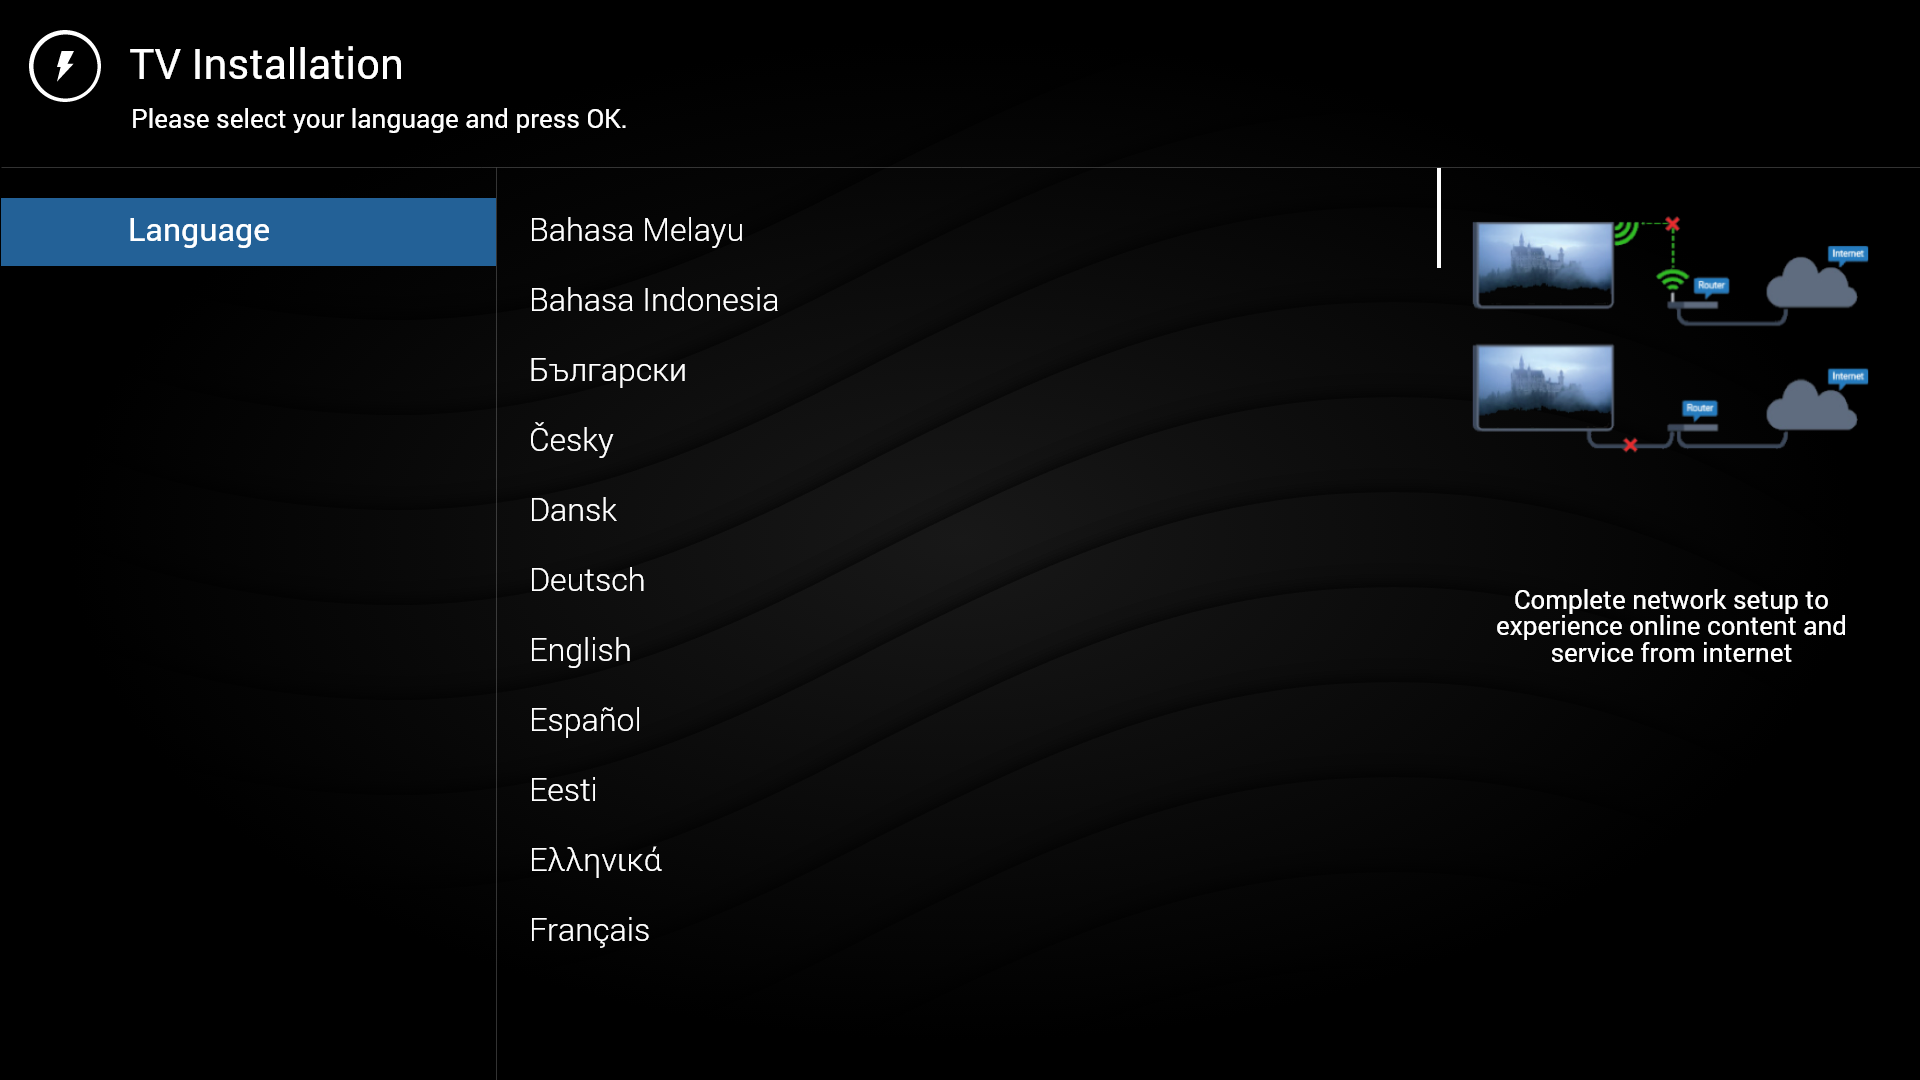 TV Installation
Please select your language and press OK.
Language
Bahasa Melayu
Bahasa Indonesia
Български
Česky
Dansk
Deutsch
English
Español
Eesti
Ελληνικά
Français
Internet
Router
Internet
Router
Complete network setup to
experience online content and
service from internet